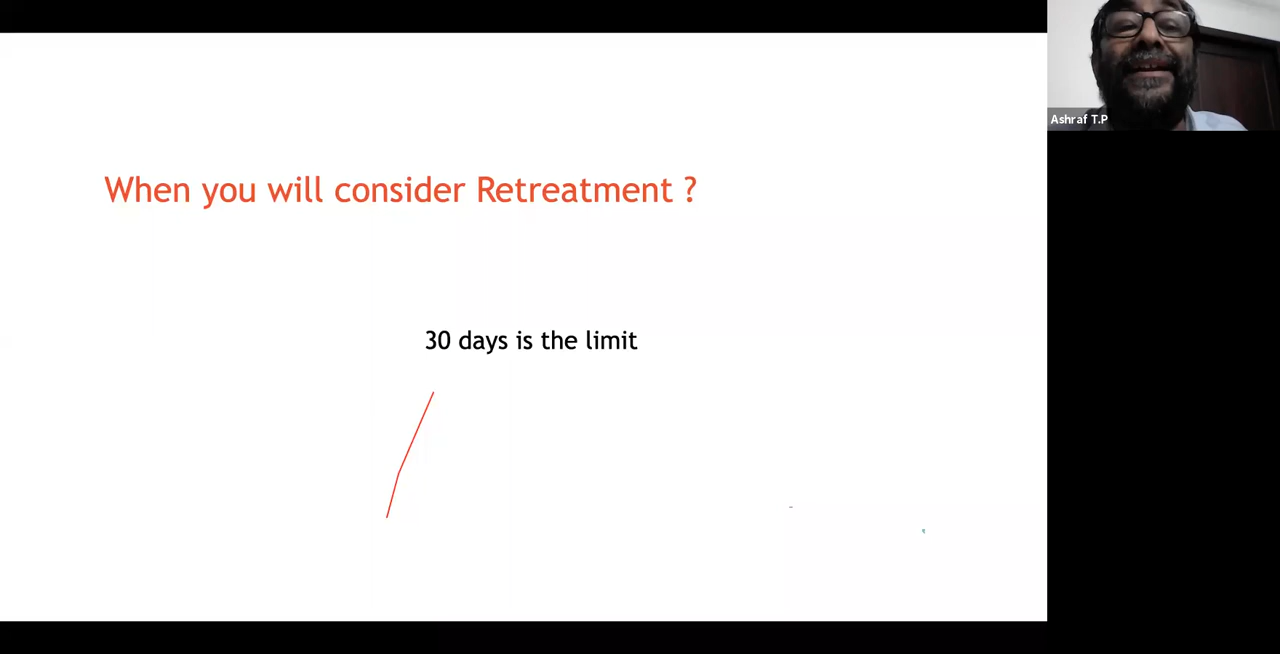 When you will consider Retreatment ?
30 days is the limit
Ashraf T.P